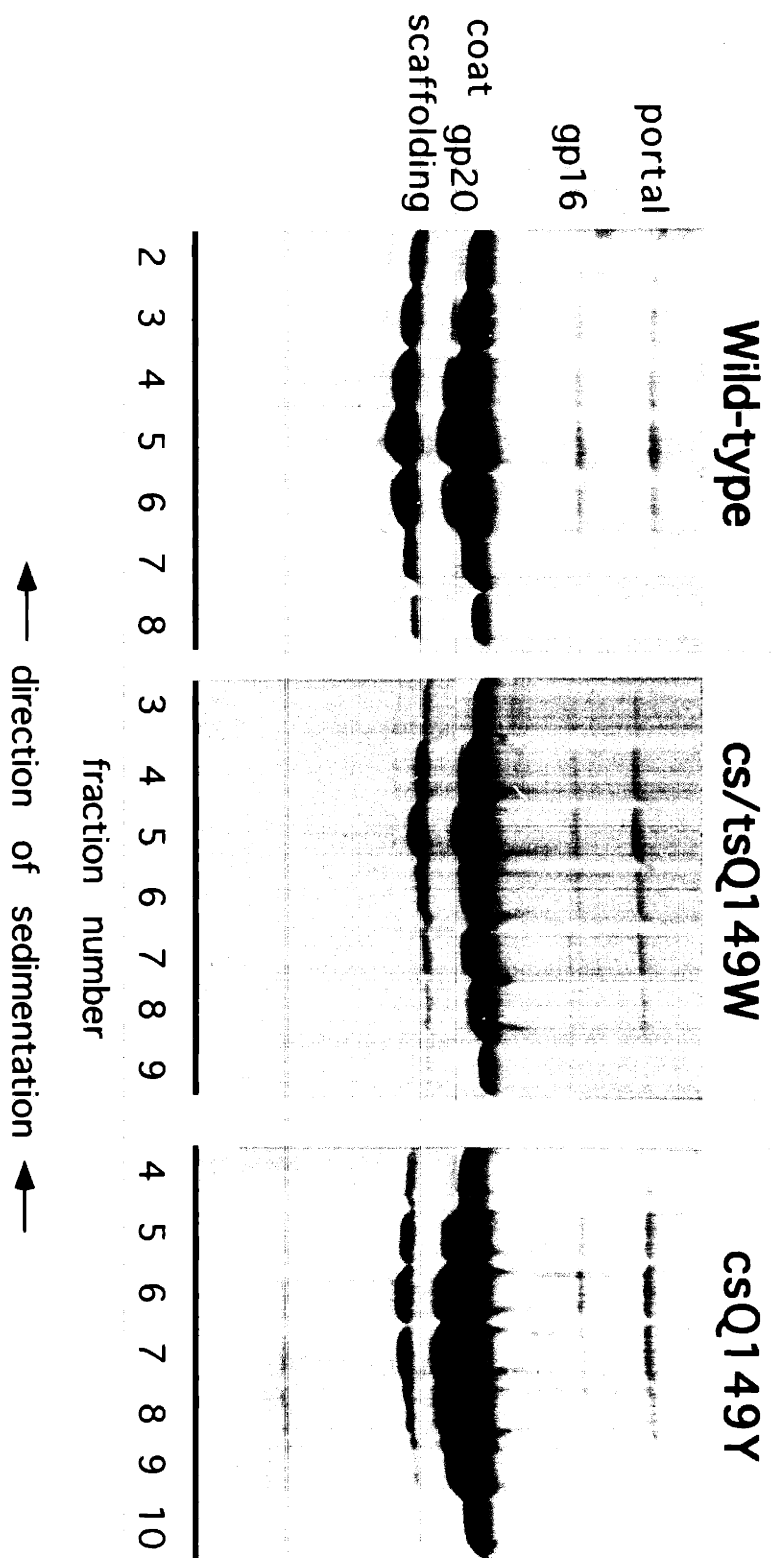 Wild-type
cs/tsQ149W
csQ149Y
portal
gp16
coat
gp20
scaffolding
2 3 4 5 6 7 8
3 4 5 6 7 8 9
4 5 6 7 8 9 10
fraction number
direction of sedimentation